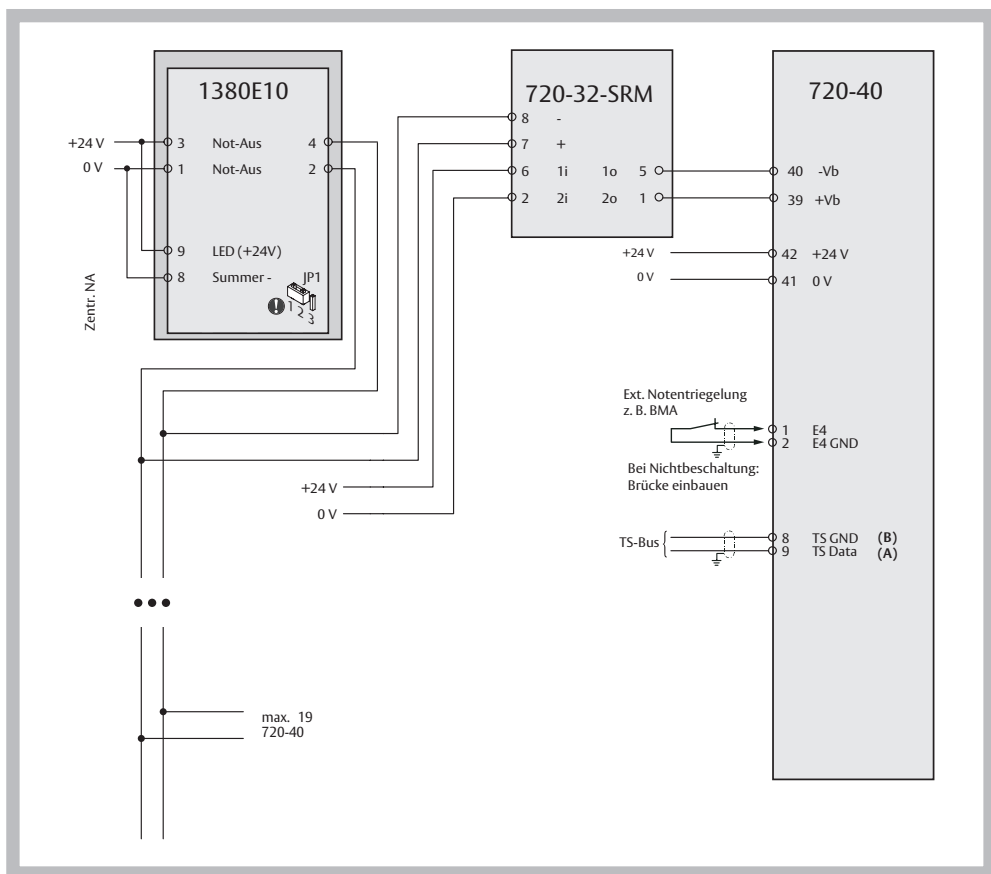 1380E10
+24 V 3 Not-Aus 4
0 V 1 Not-Aus 2
9 LED (+24V)
8 Summer - JP1
1 2 3
Zentr. NA
720-32-SRM
8 -
7 +
6 1i 1o 5
2 2i 2o 1
720-40
40 -Vb
39 +Vb
+24 V 42 +24 V
0 V 41 0 V
Ext. Notentriegelung
z. B. BMA
1 E4
2 E4 GND
Bei Nichtbeschaltung:
Brücke einbauen
+24 V
0 V
TS-Bus
8 TS GND (B)
9 TS Data (A)
max. 19
720-40